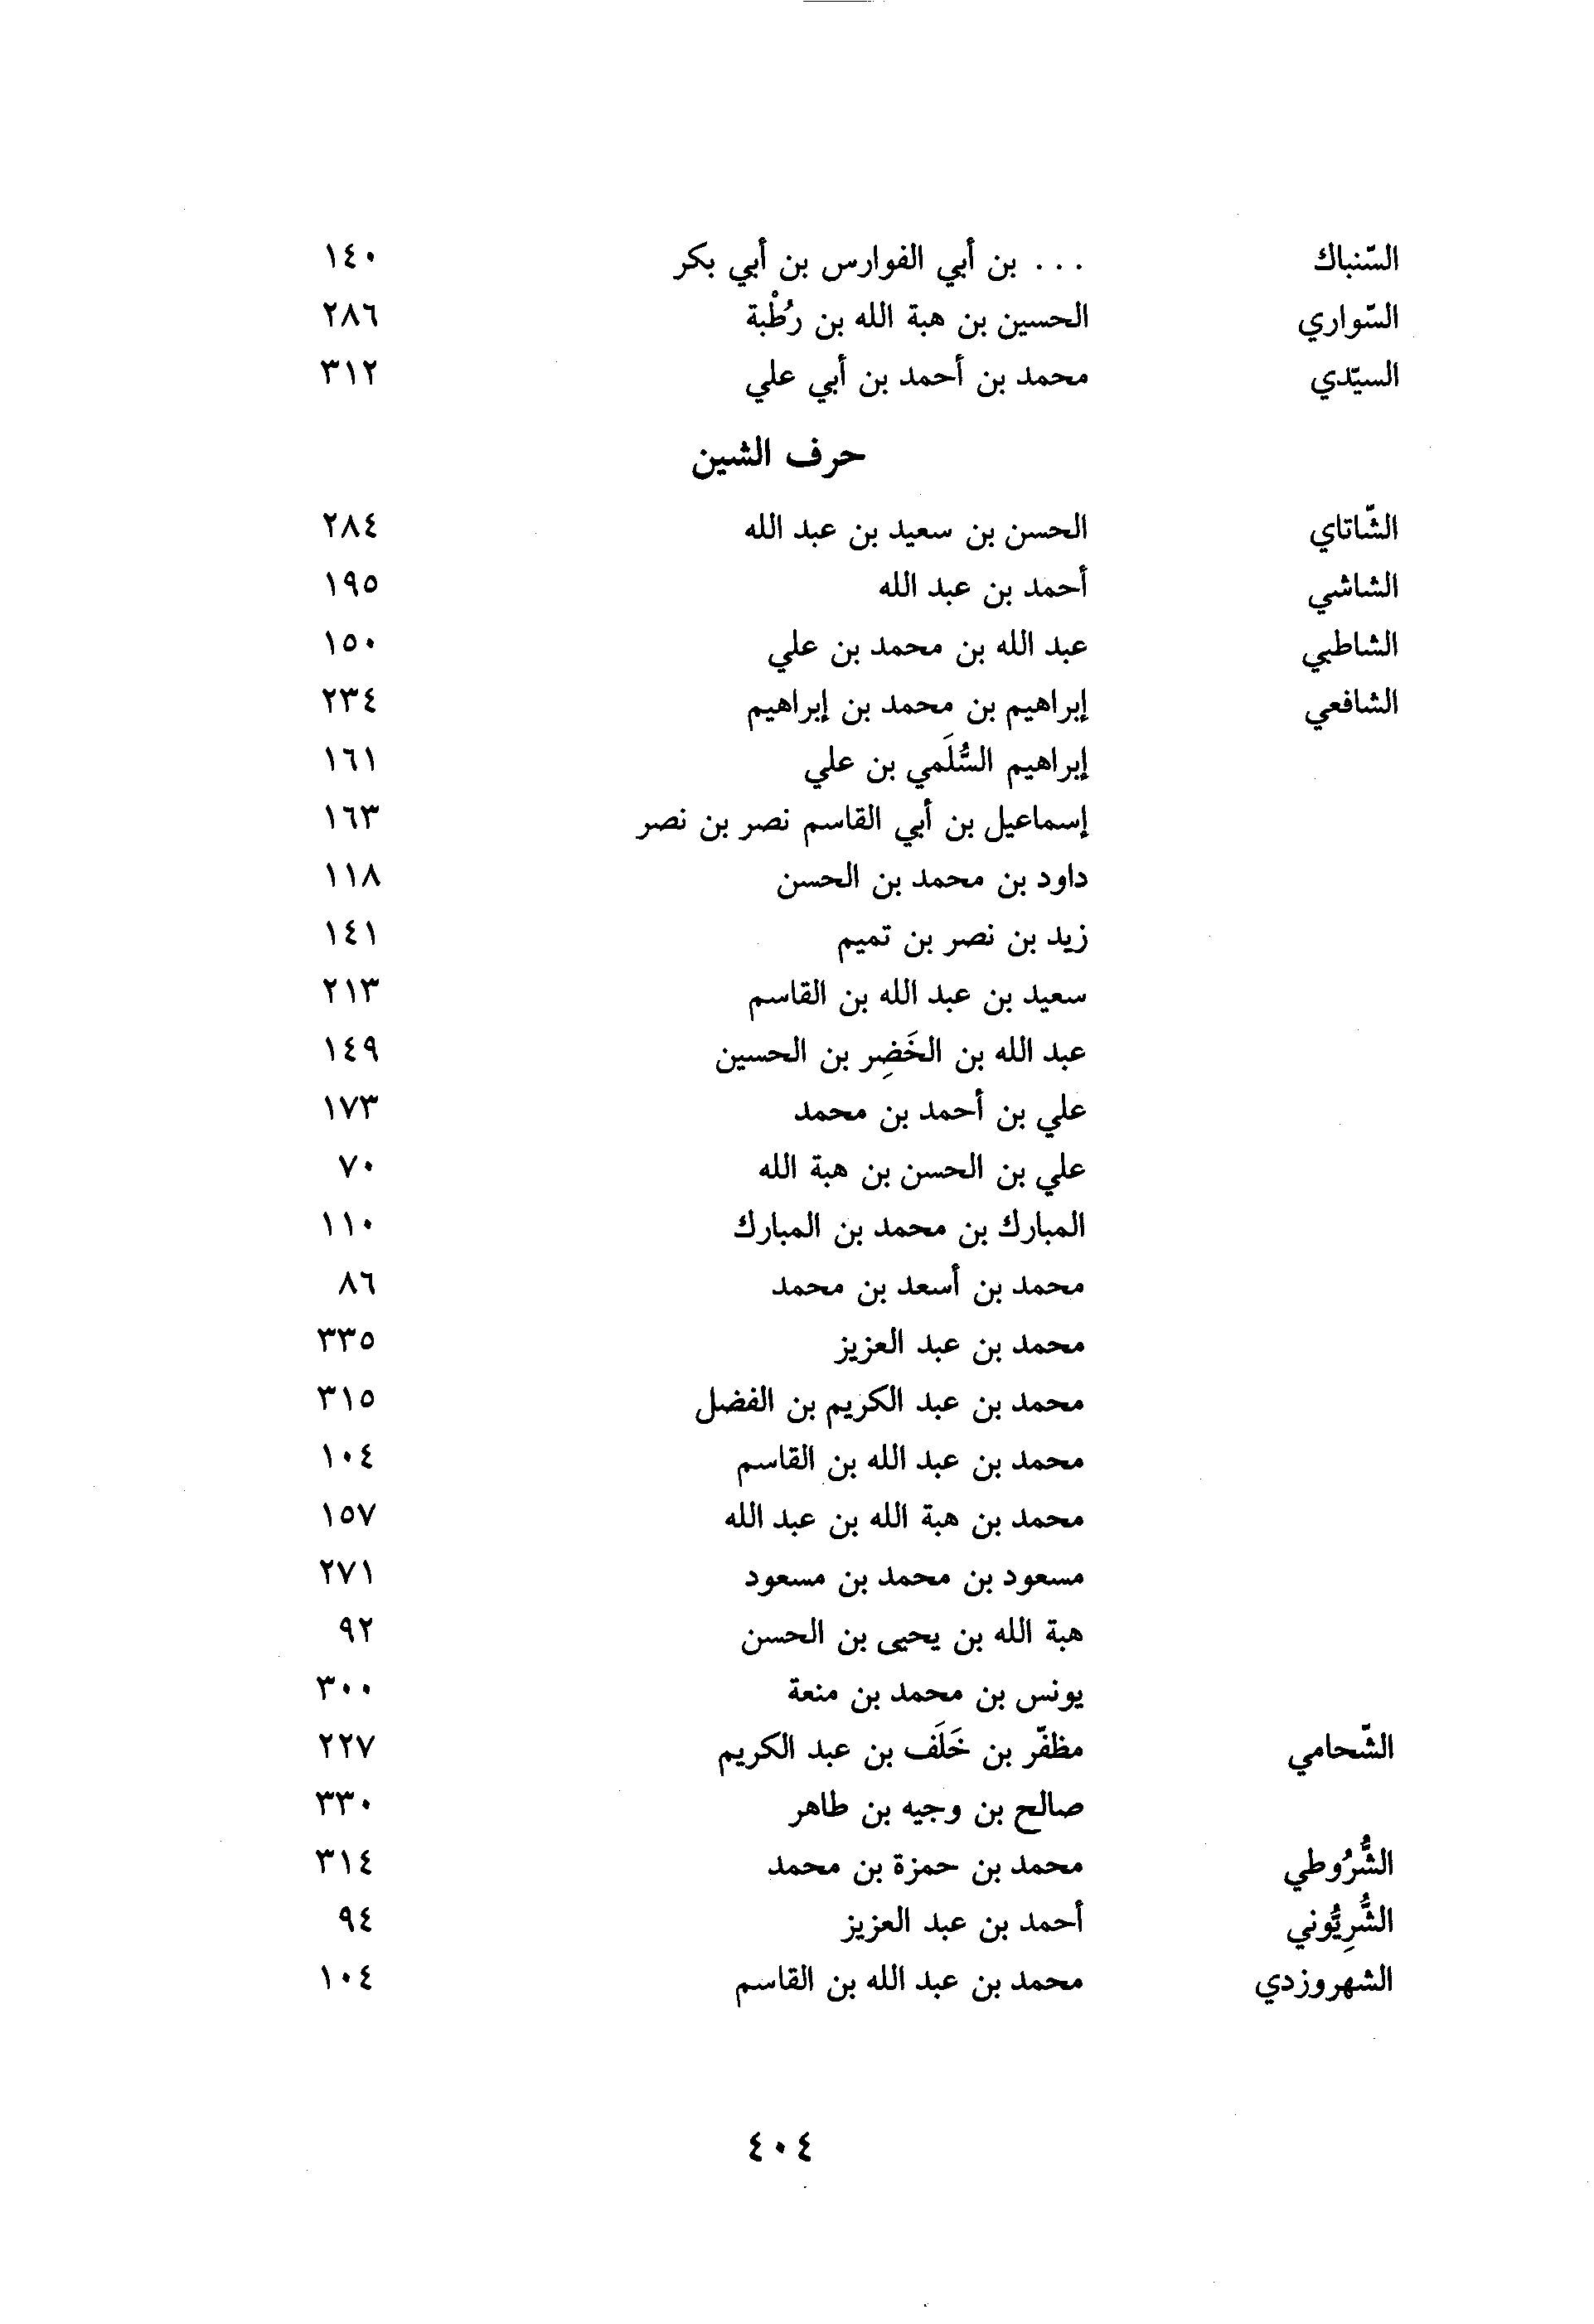 السّنباك ... بن أبي الفوارس بن أبي بكر ١٤٠
السّواري الحسين بن هبة الله بن رُطْبة ٢٨٦
السيّدي محمد بن أحمد بن أبي علي ٣١٢
حرف الشين
الشّاتاي الحسن بن سعيد بن عبد الله ٢٨٤
الشاشي أحمد بن عبد الله ١٩٥
الشاطبي عبد الله بن محمد بن علي ١٥٠
الشافعي إبراهيم بن محمد بن إبراهيم ٢٣٤
إبراهيم السُّلَمي بن علي ١٦١
إسماعيل بن أبي القاسم نصر بن نصر ١٦٣
داود بن محمد بن الحسن ١١٨
زيد بن نصر بن تميم ١٤١
سعيد بن عبد الله بن القاسم ٢١٣
عبد الله بن الخَضِر بن الحسين ١٤٩
علي بن أحمد بن محمد ١٧٣
علي بن الحسن بن هبة الله ٧٠
المبارك بن محمد بن المبارك ١١٠
محمد بن أسعد بن محمد ٨٦
محمد بن عبد العزيز ٣٣٥
محمد بن عبد الكريم بن الفضل ٣١٥
محمد بن عبد الله بن القاسم ١٠٤
محمد بن هبة الله بن عبد الله ١٥٧
مسعود بن محمد بن مسعود ٢٧١
هبة الله بن يحيى بن الحسن ٩٢
يونس بن محمد بن منعة ٣٠٠
الشّحامي مظفّر بن خَلَف بن عبد الكريم ٢٢٧
صالح بن وجيه بن طاهر ٣٣٠
الشُّرُوطي محمد بن حمزة بن محمد ٣١٤
الشُّرِيُّوني أحمد بن عبد العزيز ٩٤
الشهروزدي محمد بن عبد الله بن القاسم ١٠٤
٤٠٤